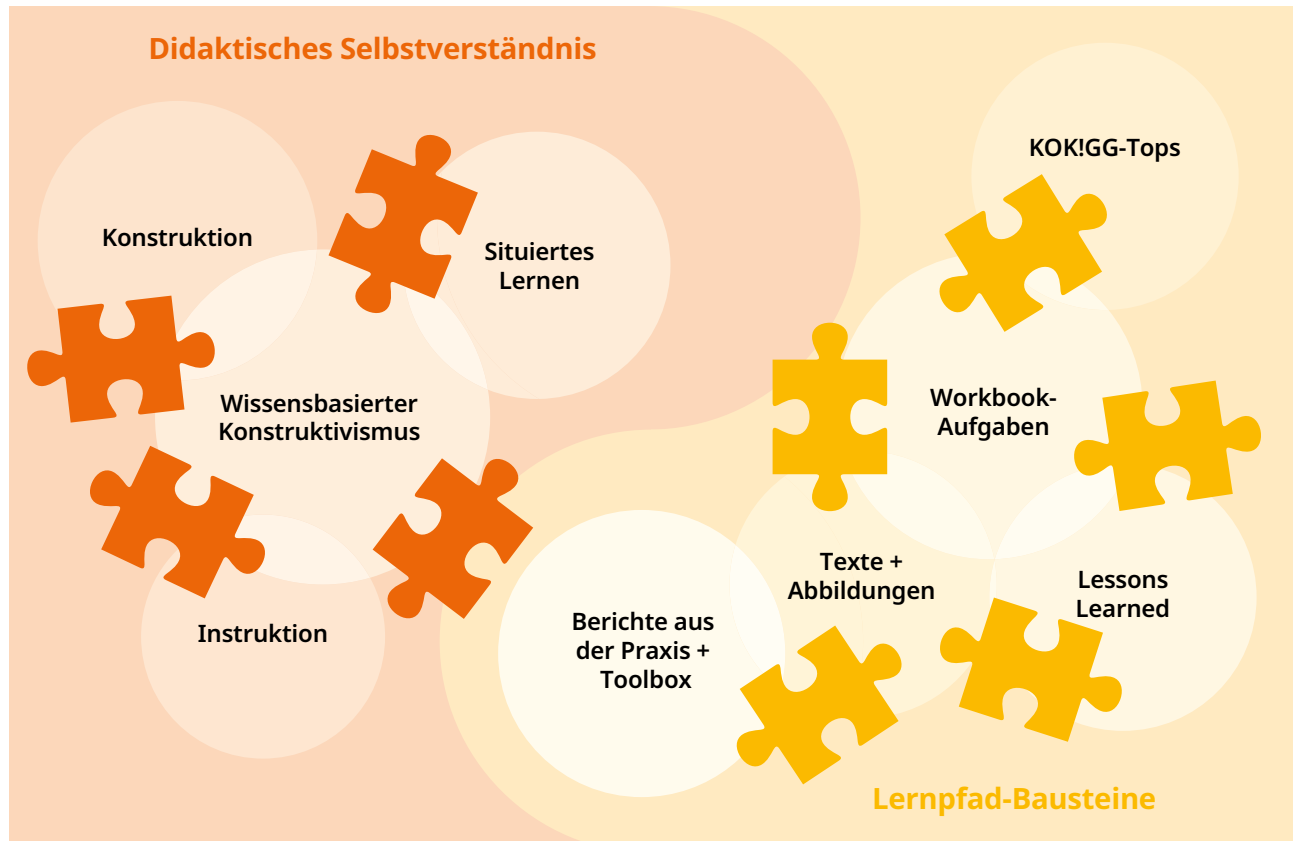 Didaktisches Selbstverständnis
Konstruktion
Situiertes
Lernen
Wissensbasierter
Konstruktivismus
Instruktion
KOK!GG-Tops
Workbook-
Aufgaben
Texte +
Abbildungen
Lessons
Learned
Berichte aus
der Praxis +
Toolbox
Lernpfad-Bausteine